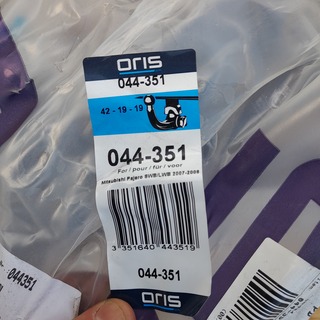 ORIS
044-351
42 - 19 - 19
044-351
For / pour / für / voor
Mitsubishi Pajero SWB/LWB 2007-2008
3 351640 443519
044-351
ORIS
044351